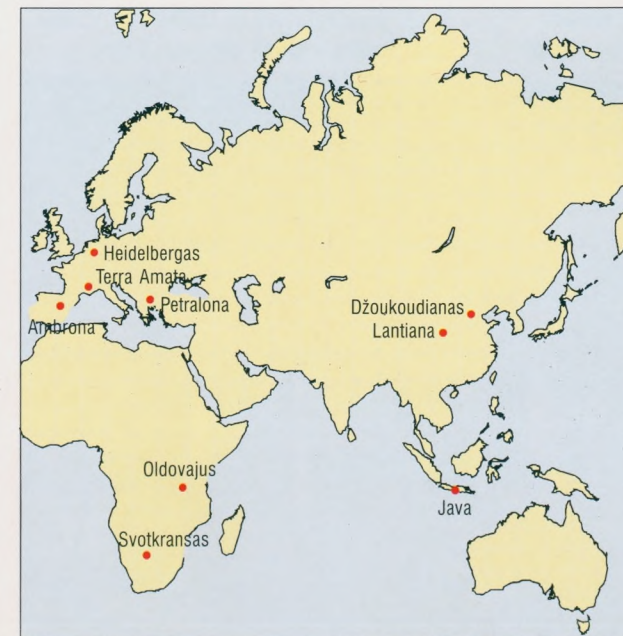 Heidelbergas
Terra Amata
Petralona
Ambrona
Džoukoudianas
Lantiana
Oldovajus
Java
Svotkransas